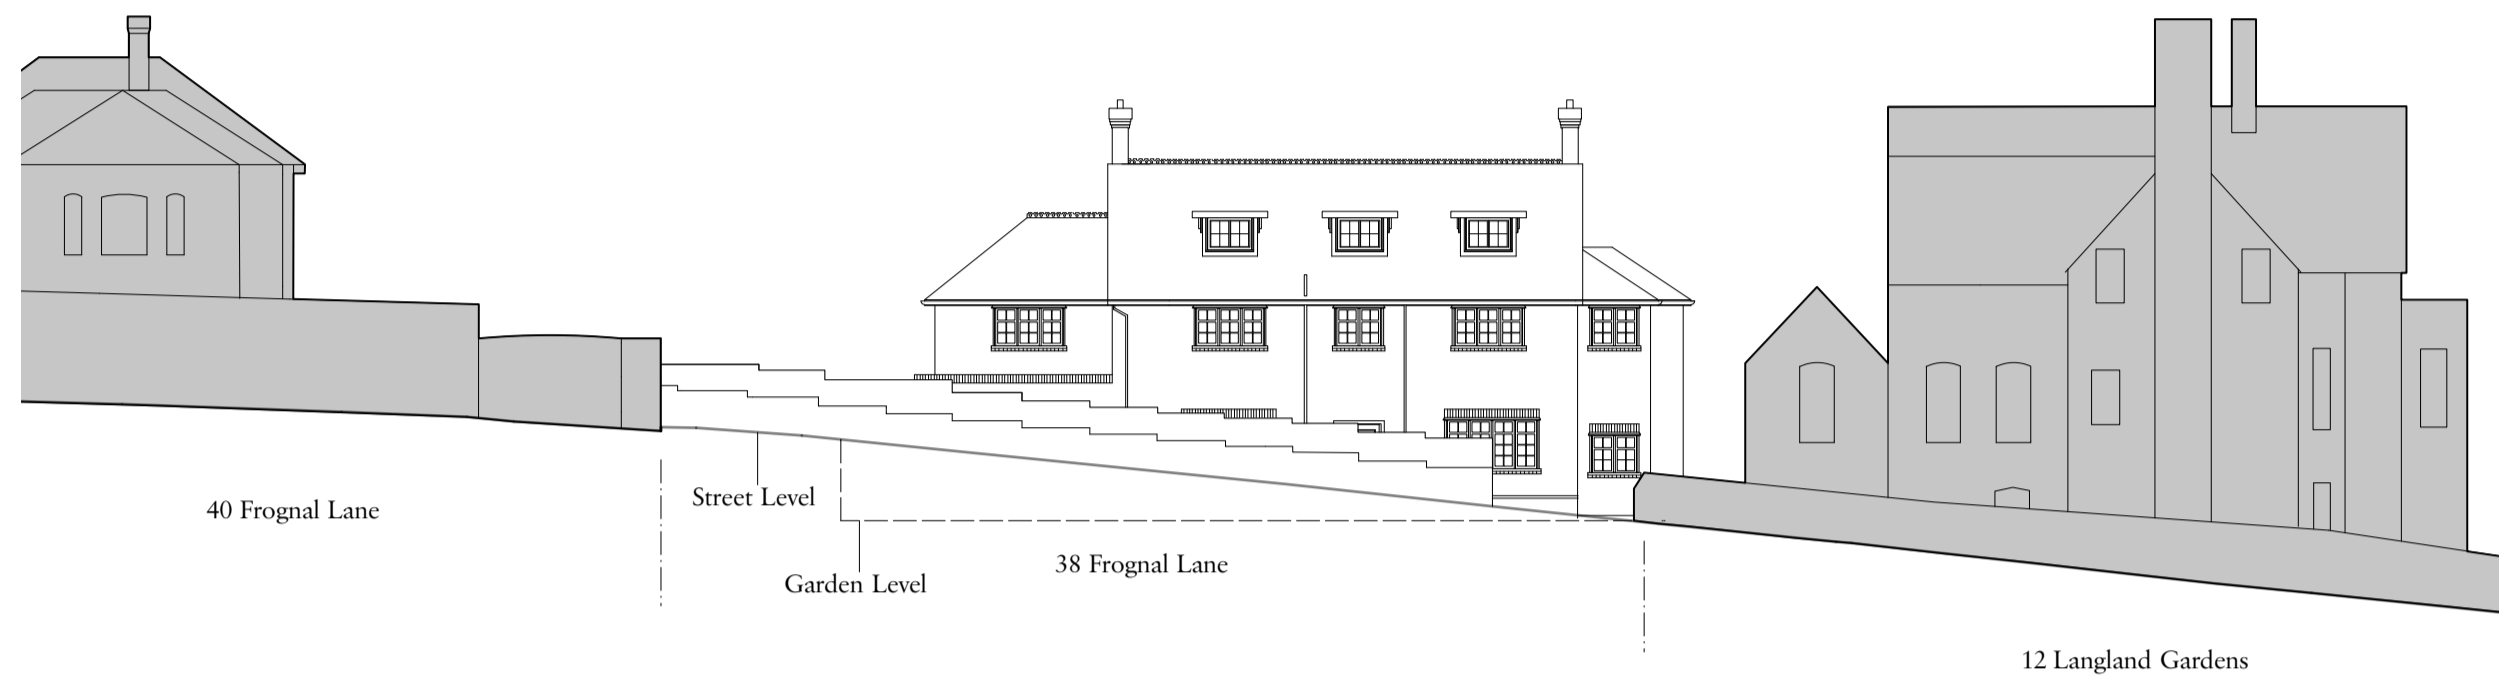 40 Frognal Lane
Street Level
Garden Level
38 Frognal Lane
12 Langland Gardens